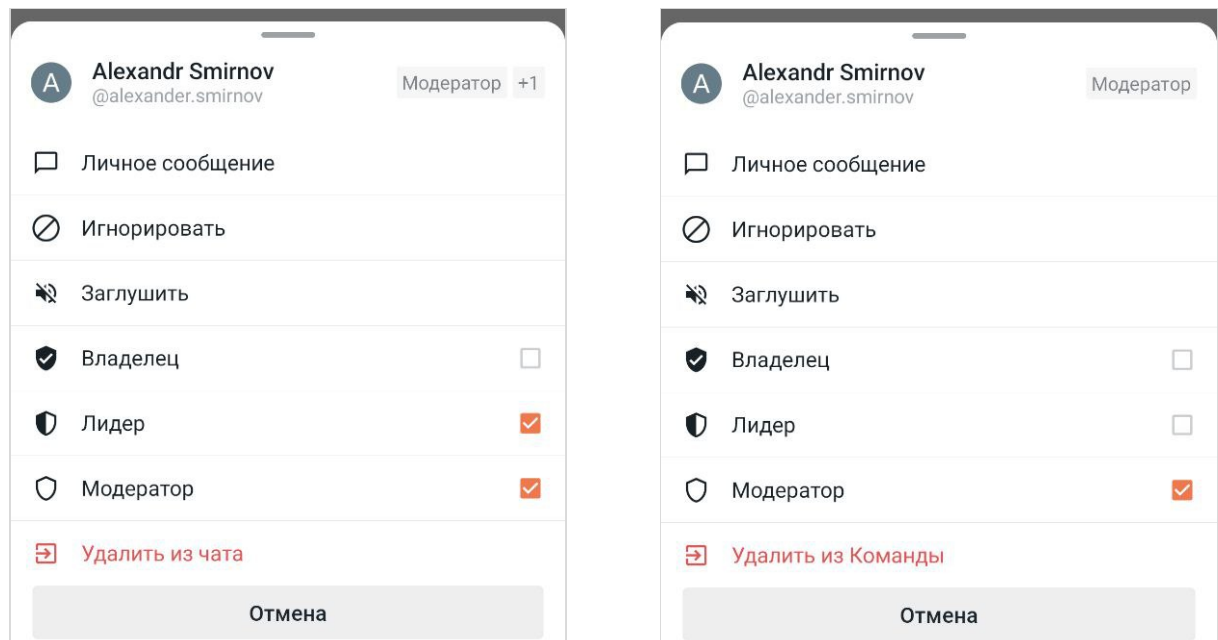 A
Alexandr Smirnov
@alexander.smirnov
Модератор +1
Личное сообщение
Игнорировать
Заглушить
Владелец
Лидер
Модератор
Удалить из чата
Отмена
A
Alexandr Smirnov
@alexander.smirnov
Модератор
Личное сообщение
Игнорировать
Заглушить
Владелец
Лидер
Модератор
Удалить из Команды
Отмена